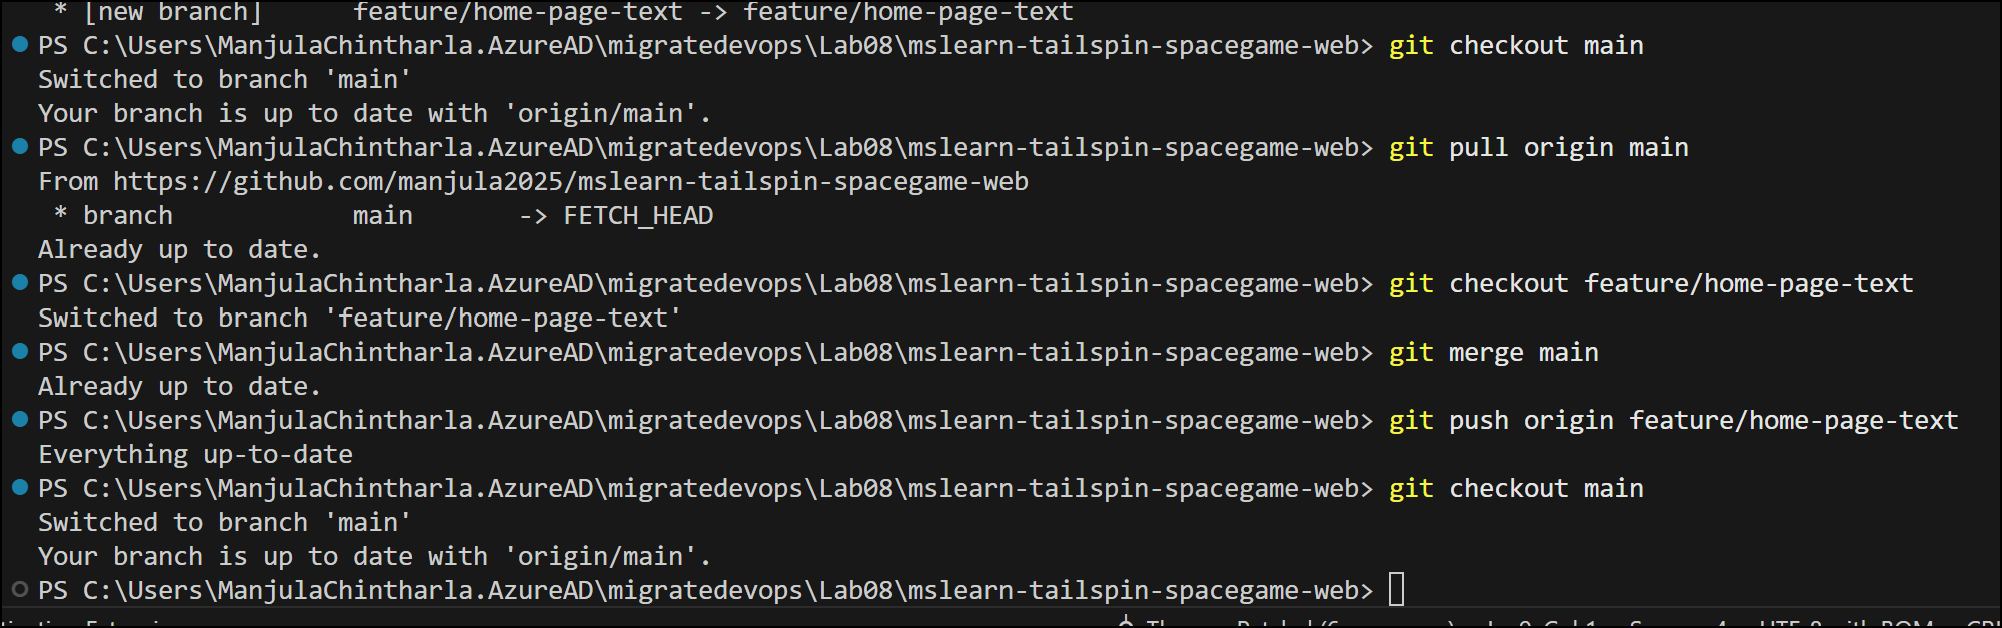 * [new branch]      feature/home-page-text -> feature/home-page-text
PS C:\Users\ManjulaChintharla.AzureAD\migratedevops\Lab08\mslearn-tailspin-spacegame-web> git checkout main
Switched to branch 'main'
Your branch is up to date with 'origin/main'.
PS C:\Users\ManjulaChintharla.AzureAD\migratedevops\Lab08\mslearn-tailspin-spacegame-web> git pull origin main
From https://github.com/manjula2025/mslearn-tailspin-spacegame-web
 * branch            main       -> FETCH_HEAD
Already up to date.
PS C:\Users\ManjulaChintharla.AzureAD\migratedevops\Lab08\mslearn-tailspin-spacegame-web> git checkout feature/home-page-text
Switched to branch 'feature/home-page-text'
PS C:\Users\ManjulaChintharla.AzureAD\migratedevops\Lab08\mslearn-tailspin-spacegame-web> git merge main
Already up to date.
PS C:\Users\ManjulaChintharla.AzureAD\migratedevops\Lab08\mslearn-tailspin-spacegame-web> git push origin feature/home-page-text
Everything up-to-date
PS C:\Users\ManjulaChintharla.AzureAD\migratedevops\Lab08\mslearn-tailspin-spacegame-web> git checkout main
Switched to branch 'main'
Your branch is up to date with 'origin/main'.
PS C:\Users\ManjulaChintharla.AzureAD\migratedevops\Lab08\mslearn-tailspin-spacegame-web>